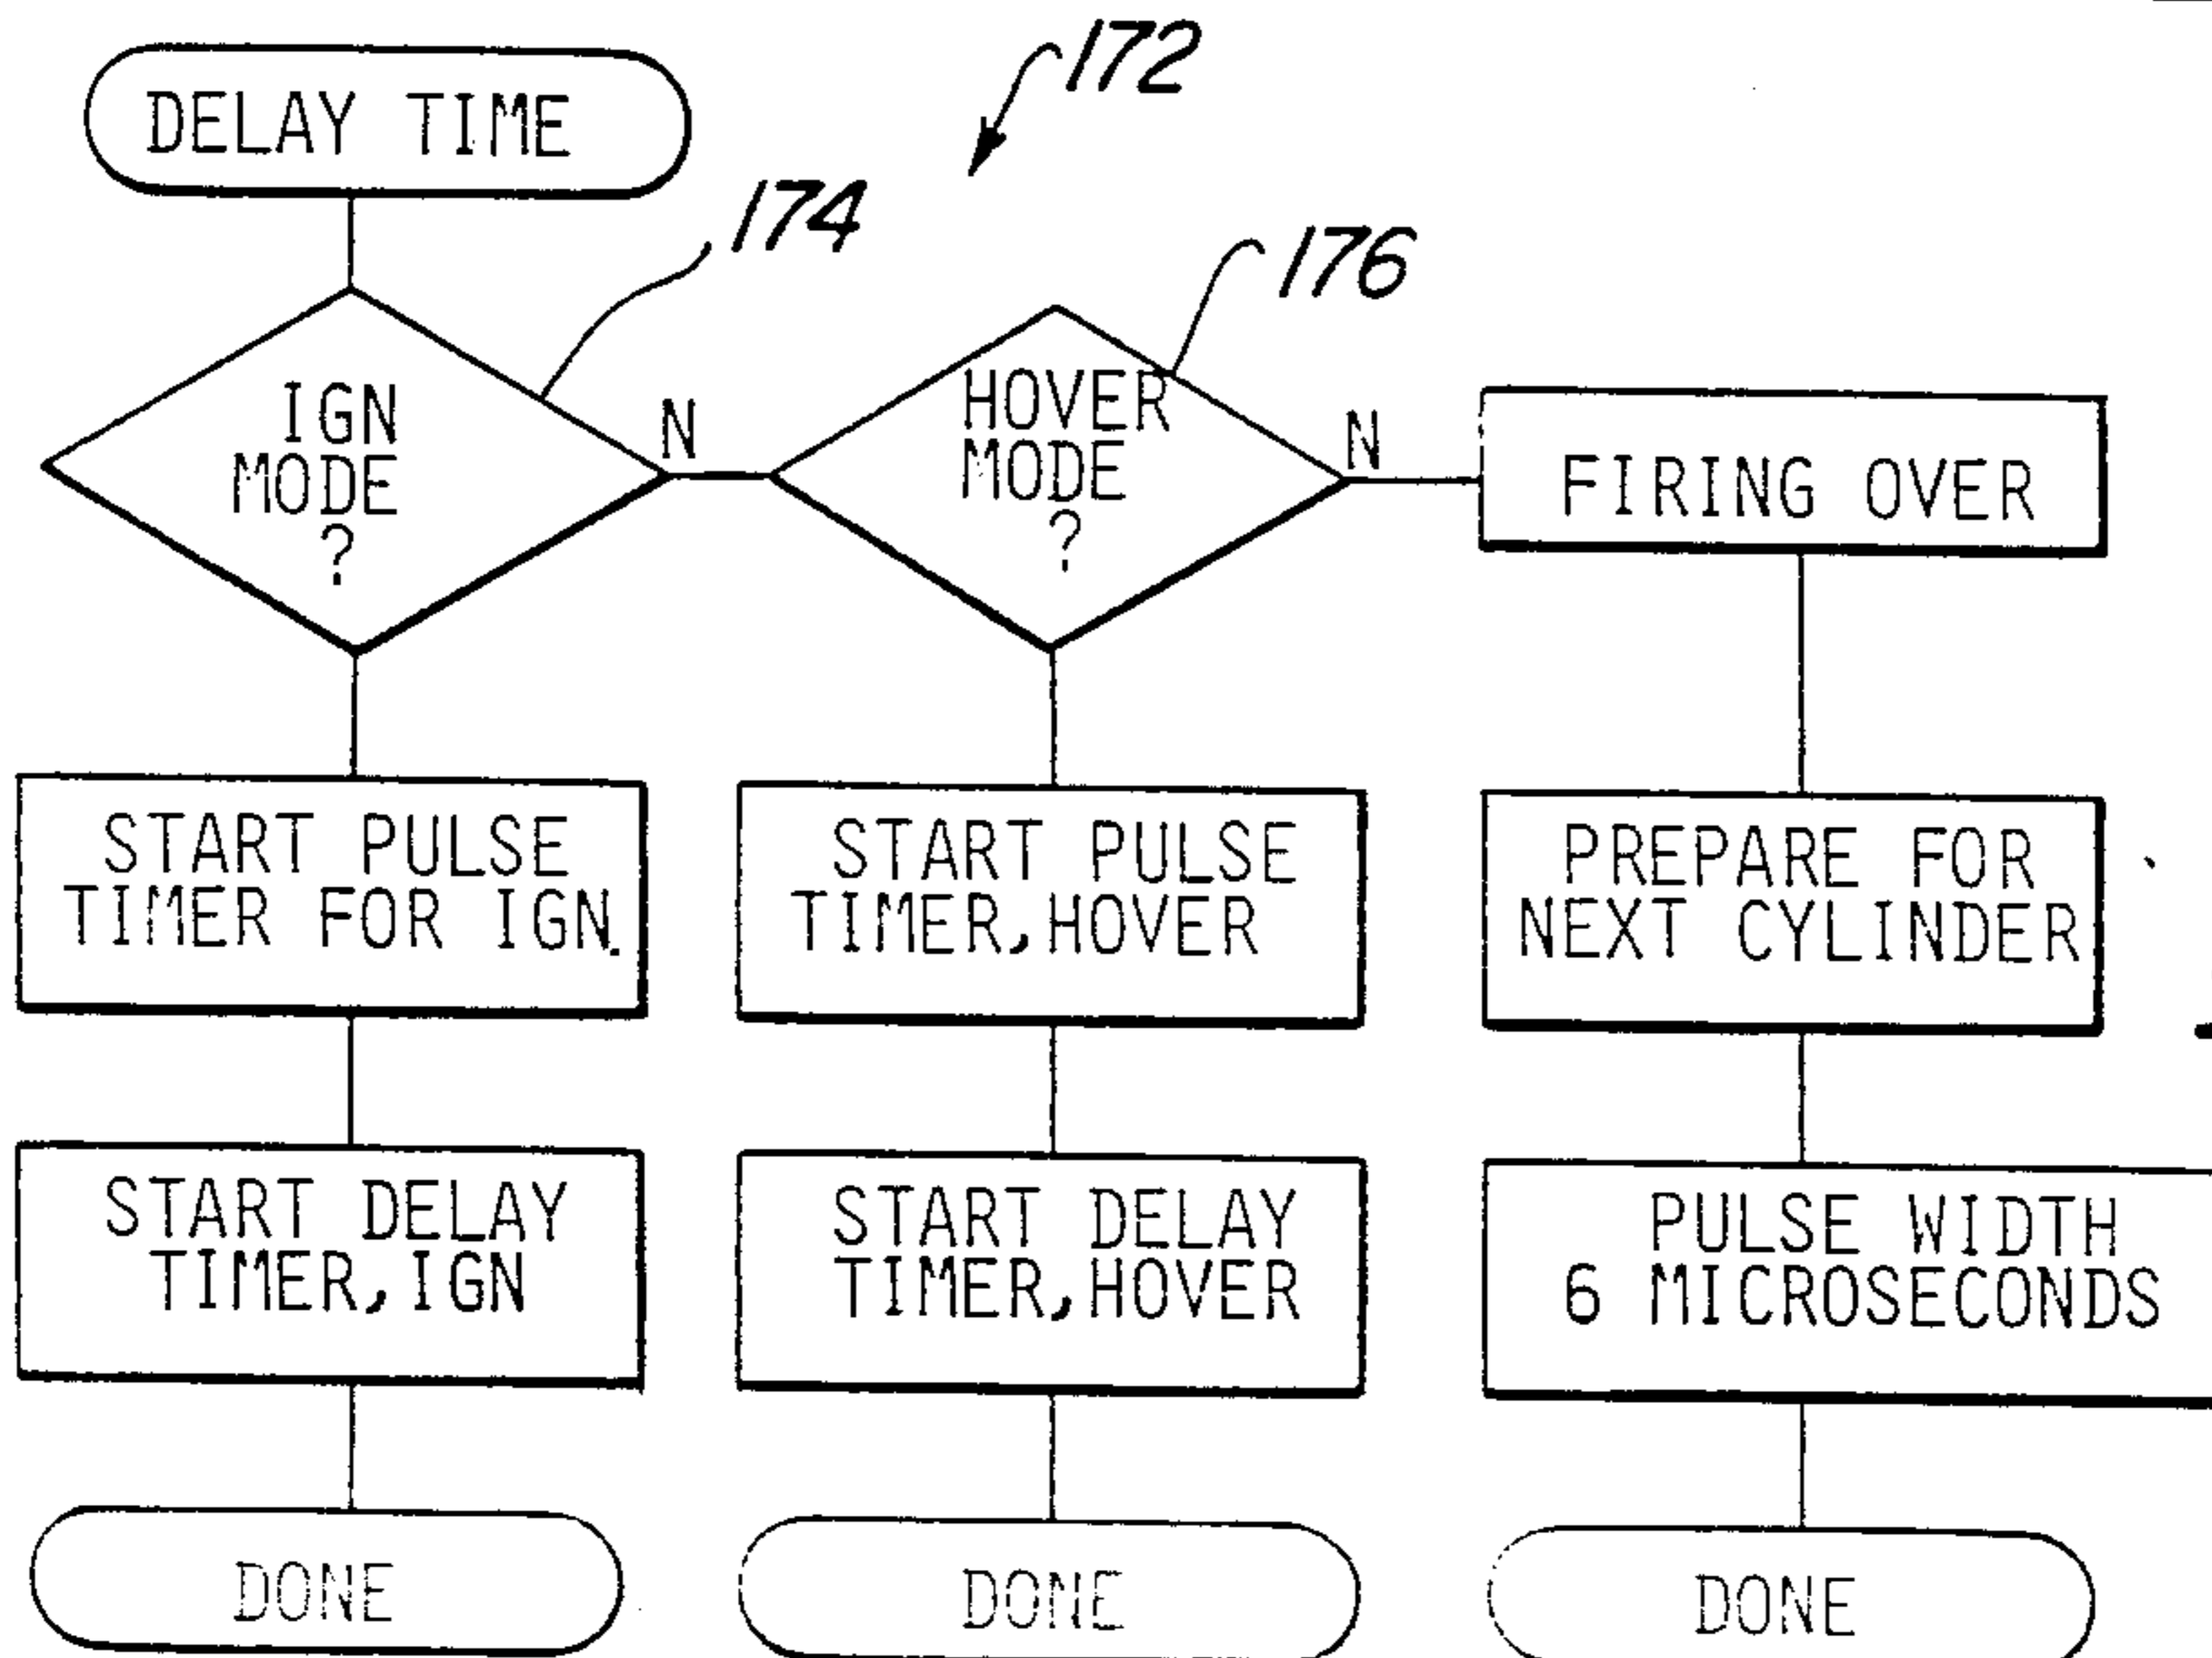 172
DELAY TIME
174
176
IGN
MODE
?
N
HOVER
MODE
?
N
FIRING OVER
START PULSE
TIMER FOR IGN.
START PULSE
TIMER, HOVER
PREPARE FOR
NEXT CYLINDER
START DELAY
TIMER, IGN
START DELAY
TIMER, HOVER
PULSE WIDTH
6 MICROSECONDS
DONE
DONE
DONE